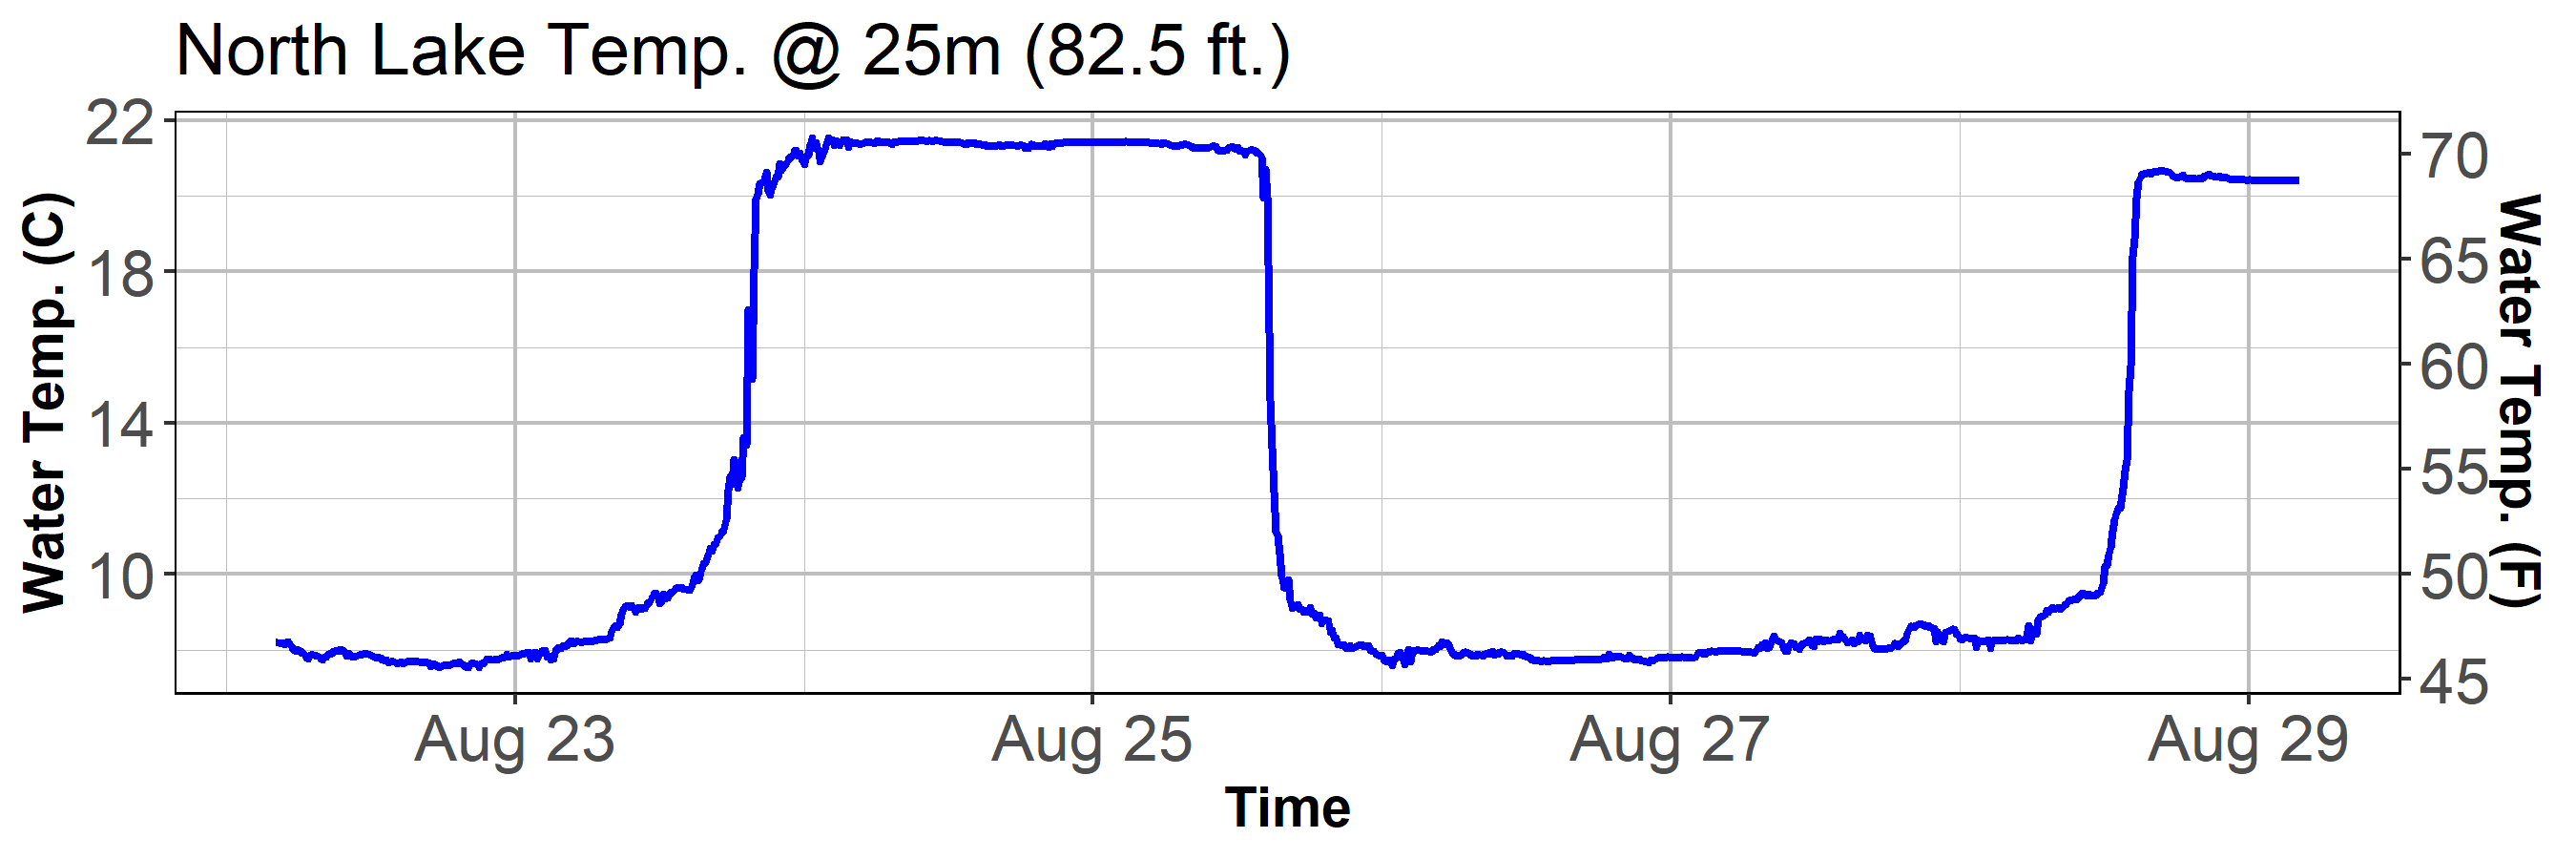 North Lake Temp. @ 25m (82.5 ft.)
Water Temp. (C)
22
18
14
10
70
65
60
55
50
45
Water Temp. (F)
Aug 23 Aug 25 Aug 27 Aug 29
Time